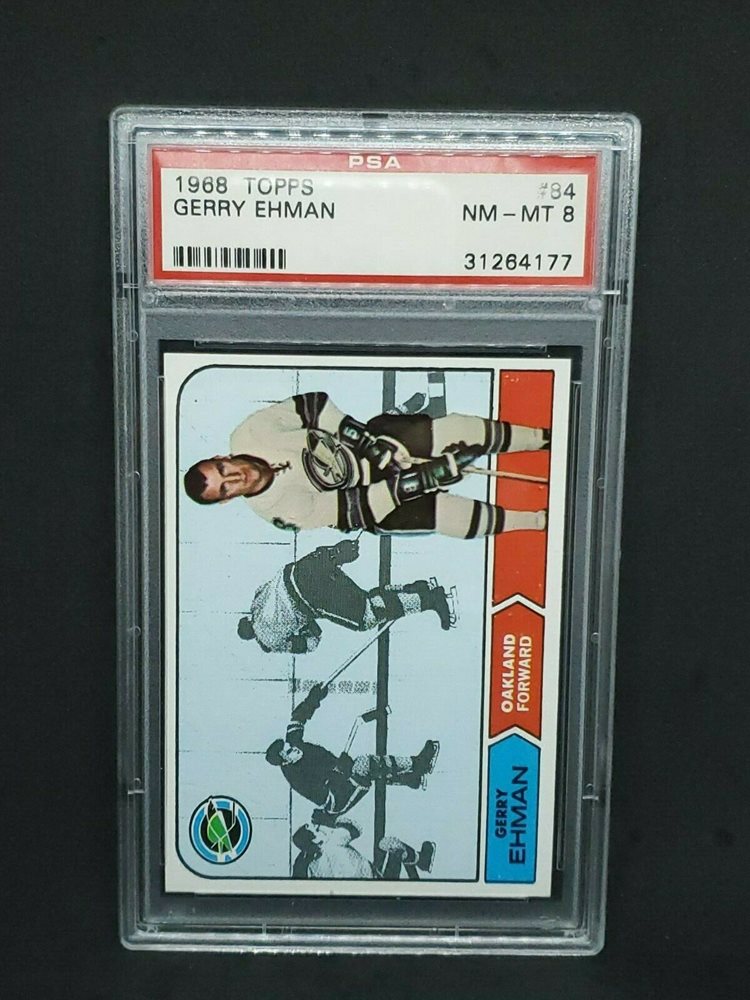 PSA
1968 TOPPS #84
GERRY EHMAN NM - MT 8
31264177
OAKLAND
FORWARD
GERRY
EHMAN